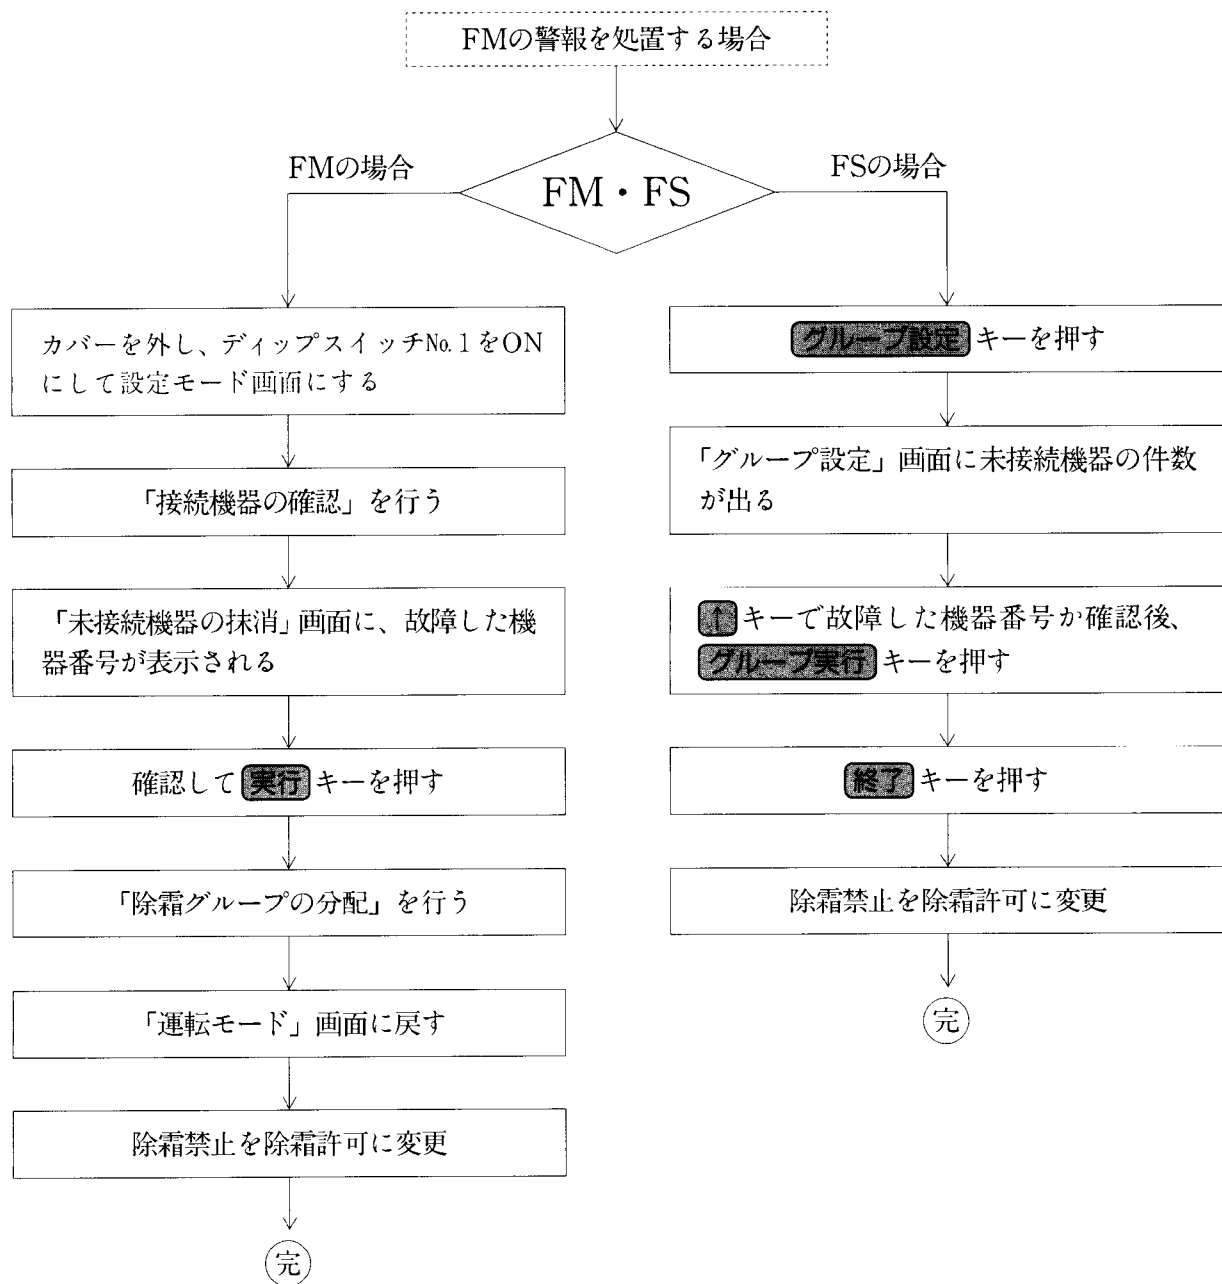 FMの警報を処置する場合
FMの場合
FSの場合
FM・FS
カバーを外し、ディップスイッチ№1をON
にして設定モード画面にする
「接続機器の確認」を行う
「未接続機器の抹消」画面に、故障した機
器番号が表示される
確認して実行キーを押す
「除霜グループの分配」を行う
「運転モード」画面に戻す
除霜禁止を除霜許可に変更
完
グループ設定キーを押す
「グループ設定」画面に未接続機器の件数
が出る
↑キーで故障した機器番号か確認後、
グループ実行キーを押す
終了キーを押す
除霜禁止を除霜許可に変更
完